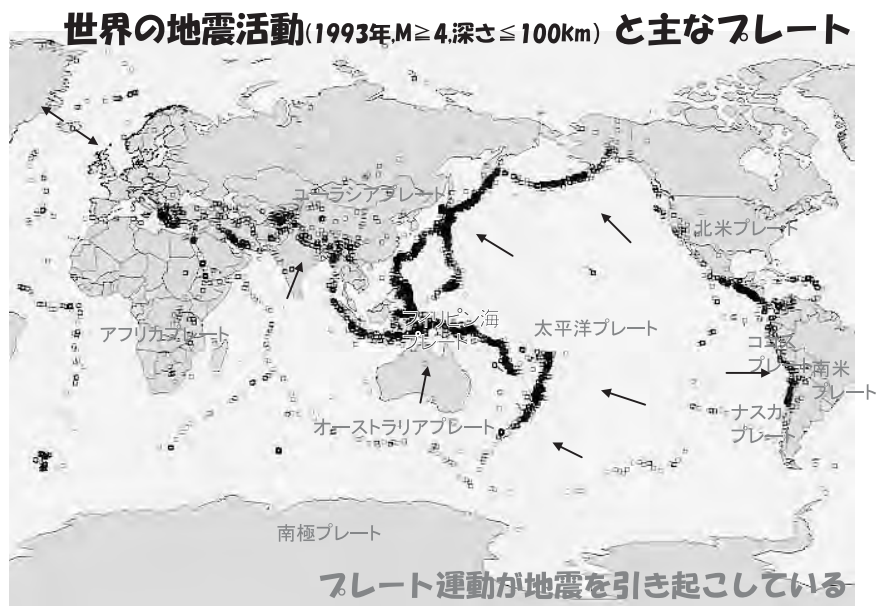 世界の地震活動(1993年,M≧4,深さ≦100Km) と主なプレート
ユーラシアプレート
北米プレート
アフリカプレート
フィリピン海
プレート
太平洋プレート
ココス
プレート
南米
プレート
ナスカ
プレート
オーストラリアプレート
南極プレート
プレート運動が地震を引き起こしている